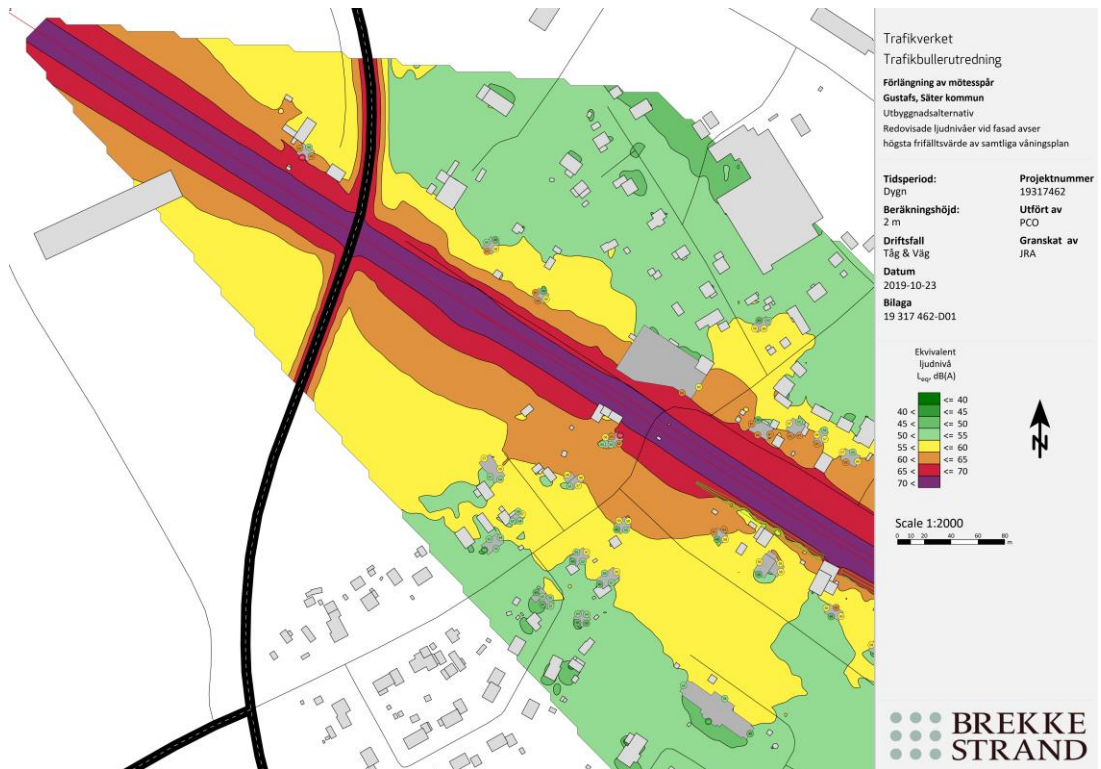 Trafikverket
Trafikbullerutredning
Förlängning av mötesspår
Gustafs, Säter kommun
Utbyggnadsalternativ
Redovisade ljudnivåer vid fasad avser
högsta frifältsvärde av samtliga våningsplan
Tidsperiod: Projektnummer
Dygn 19317462
Beräkningshöjd: Utfört av
2 m PCO
Driftsfall Granskat av
Tåg & Väg JRA
Datum
2019-10-23
Bilaga
19 317 462-D01
Ekvivalent
ljudnivå
Leq, dB(A)
<= 40
40 < <= 45
45 < <= 50
50 < <= 55
55 < <= 60
60 < <= 65
65 < <= 70
70 <
N
Scale 1:2000
0 10 20 40 60 80
m
BREKKE
STRAND